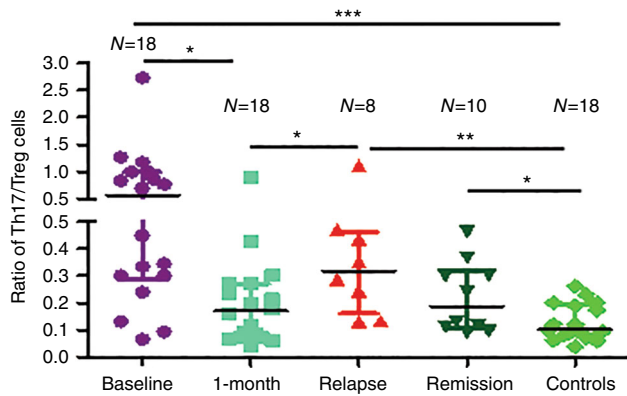 ***
N=18
*
N=18
N=8
N=10
N=18
*
**
*
Ratio of Th17/Treg cells
3.0
2.5
2.0
1.5
1.0
0.5
0.5
0.4
0.3
0.2
0.1
0.0
Baseline
1-month
Relapse
Remission
Controls